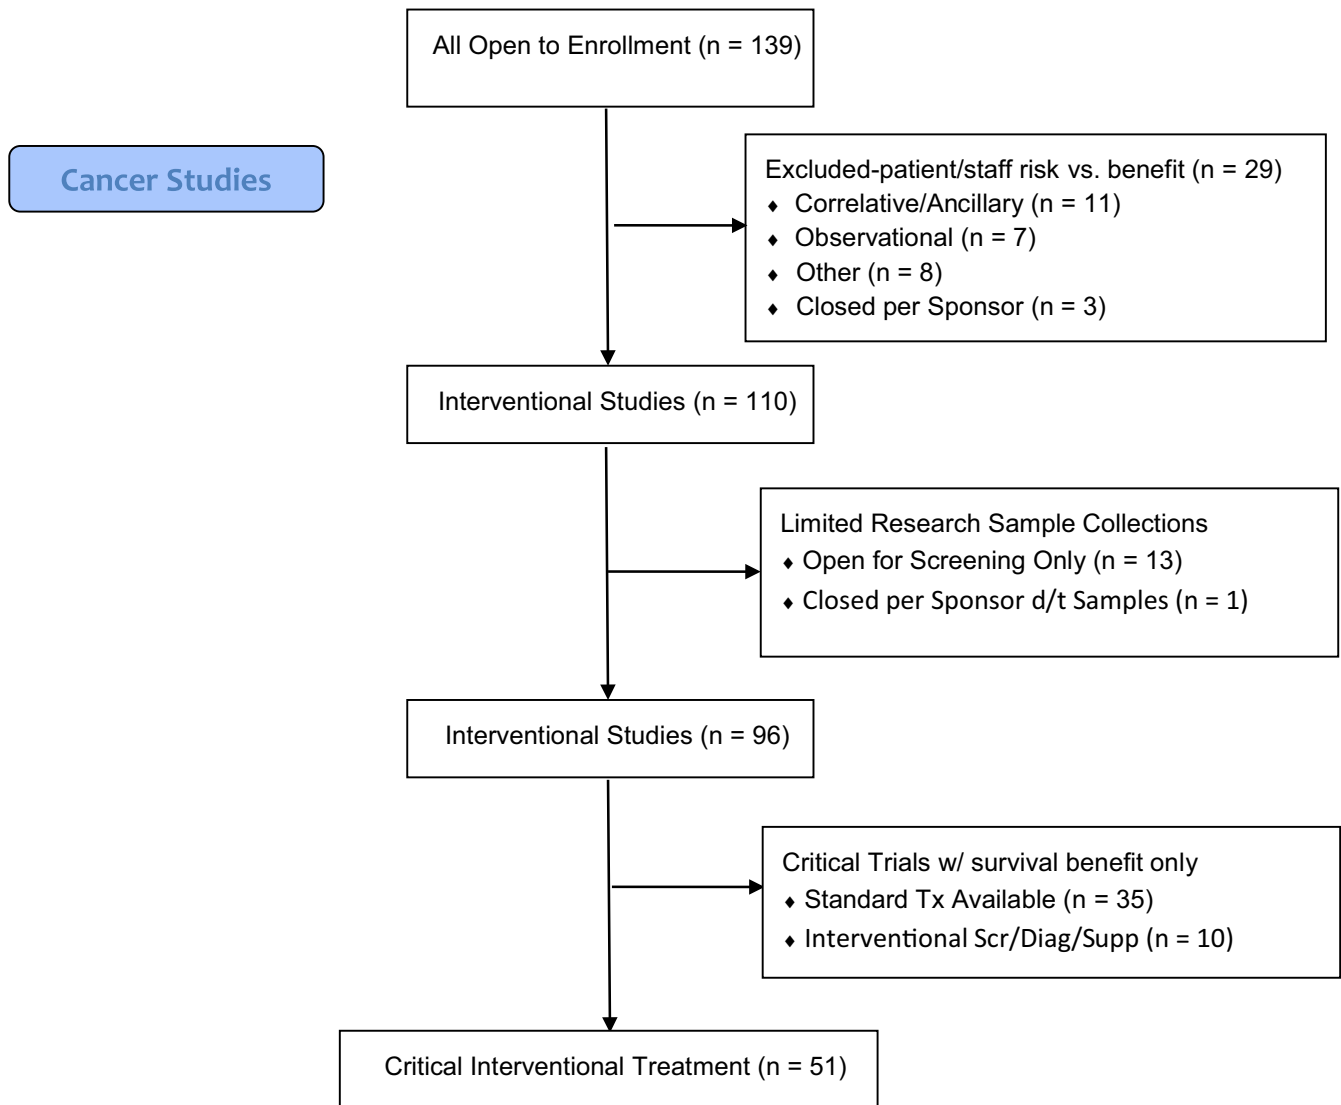 All Open to Enrollment (n = 139)
Cancer Studies
Excluded-patient/staff risk vs. benefit (n = 29)
♦ Correlative/Ancillary (n = 11)
♦ Observational (n = 7)
♦ Other (n = 8)
♦ Closed per Sponsor (n = 3)
Interventional Studies (n = 110)
Limited Research Sample Collections
♦ Open for Screening Only (n = 13)
♦ Closed per Sponsor d/t Samples (n = 1)
Interventional Studies (n = 96)
Critical Trials w/ survival benefit only
♦ Standard Tx Available (n = 35)
♦ Interventional Scr/Diag/Supp (n = 10)
Critical Interventional Treatment (n = 51)